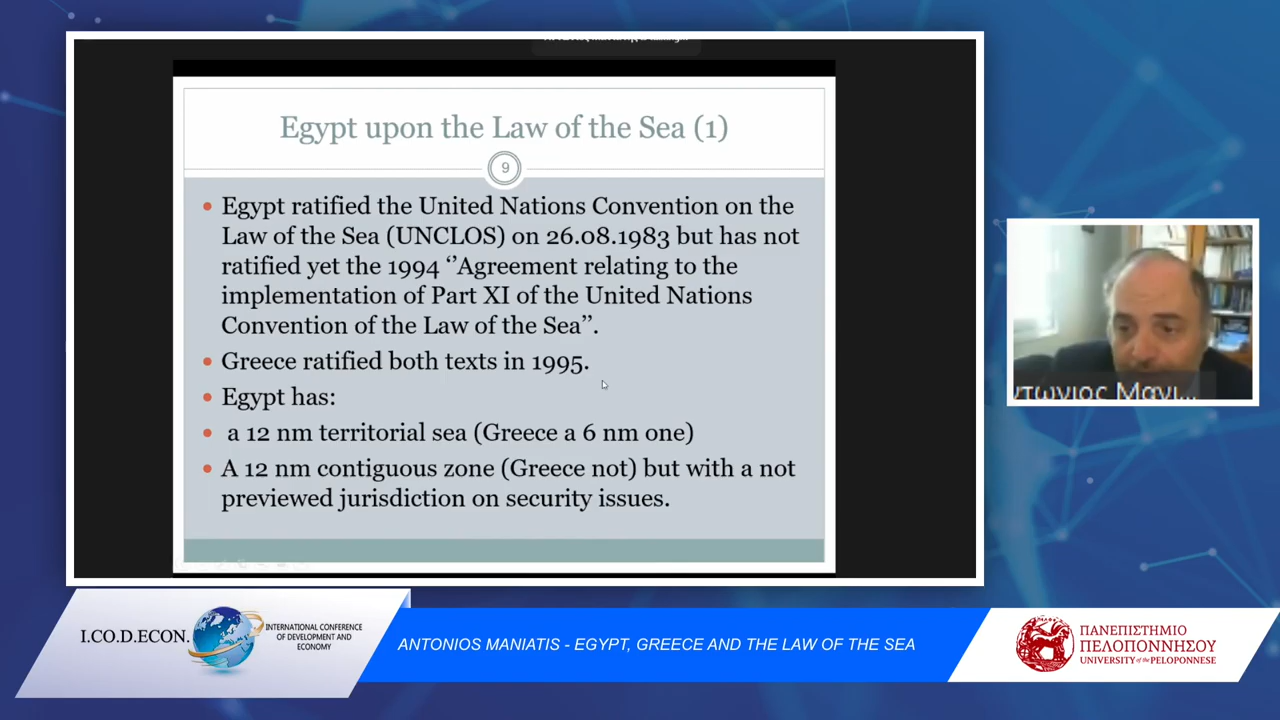 Egypt upon the Law of the Sea (1)
9
• Egypt ratified the United Nations Convention on the
Law of the Sea (UNCLOS) on 26.08.1983 but has not
ratified yet the 1994 ‘’Agreement relating to the
implementation of Part XI of the United Nations
Convention of the Law of the Sea’’.
• Greece ratified both texts in 1995.
• Egypt has:
• a 12 nm territorial sea (Greece a 6 nm one)
• A 12 nm contiguous zone (Greece not) but with a not
previewed jurisdiction on security issues.
ντώνιος Μανι...
I.CO.D.ECON.
INTERNATIONAL CONFERENCE
OF DEVELOPMENT AND
ECONOMY
ANTONIOS MANIATIS - EGYPT, GREECE AND THE LAW OF THE SEA
ΠΑΝΕΠΙΣΤΗΜΙΟ
ΠΕΛΟΠΟΝΝΗΣΟΥ
UNIVERSITY of the PELOPONNESE